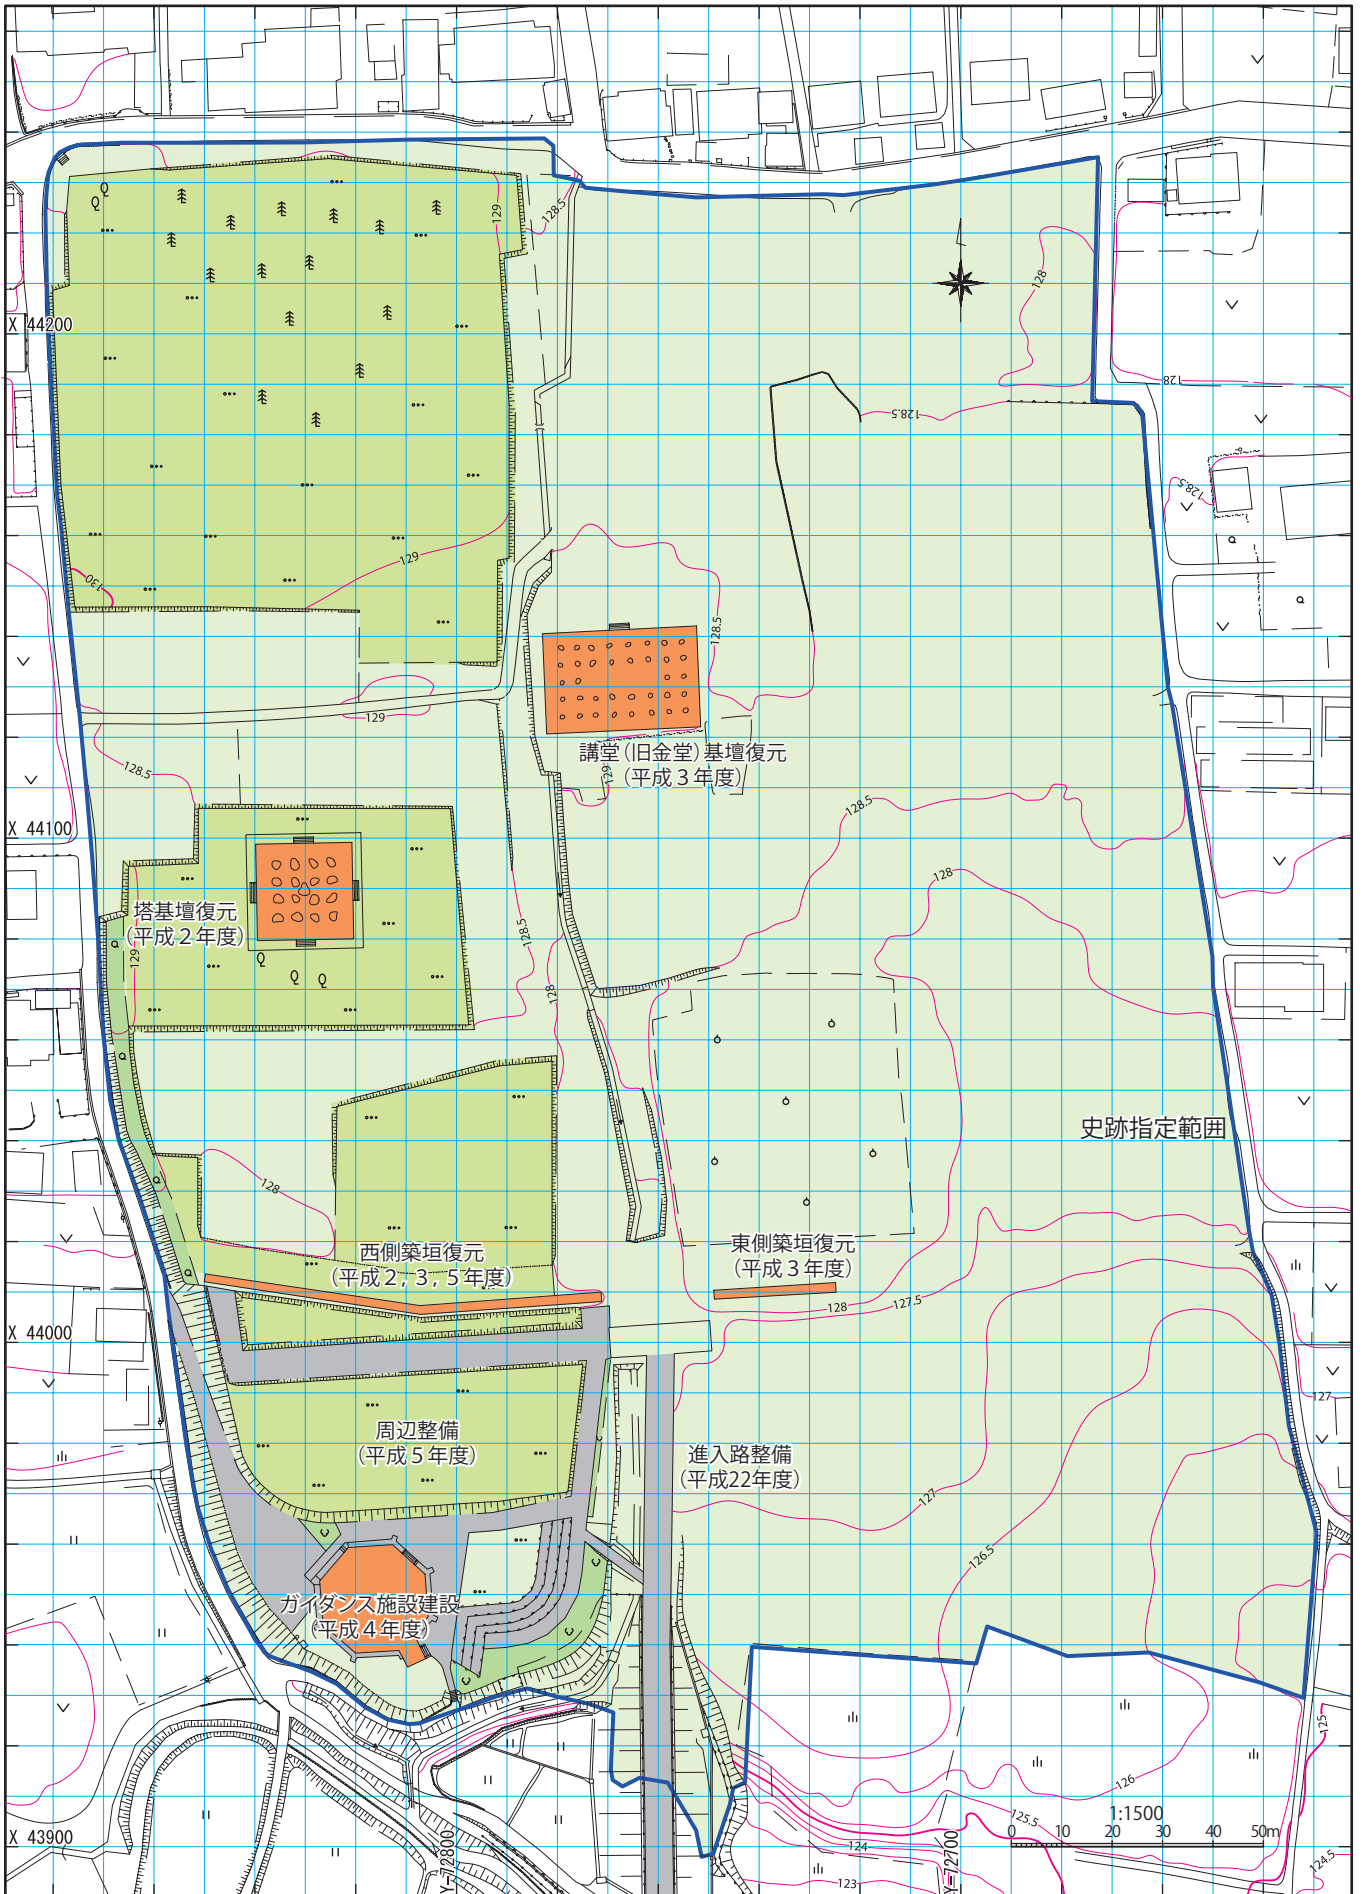 129
128.5
128
X 44200
128
128.5
128.5
129
130
128.5
129
講堂(旧金堂)基壇復元
(平成3年度)
129
128.5
128.5
X 44100
128
塔基壇復元
(平成2年度)
129
128.5
128
史跡指定範囲
128
西側築垣復元
(平成2,3,5年度)
東側築垣復元
(平成3年度)
128
127.5
X 44000
127
周辺整備
(平成5年度)
進入路整備
(平成22年度)
127
126.5
ガイダンス施設建設
(平成4年度)
125
126
125.5
1:1500
0 10 20 30 40 50m
X 43900
Y-72800
Y-72700
124
124.5
123